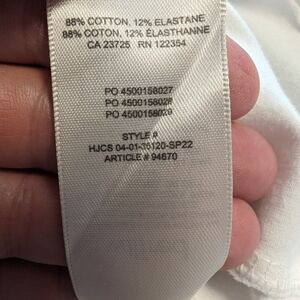 88% COTTON, 12% ELASTANE
88% COTON, 12% ÉLASTHANNE
CA 23725 RN 122354
PO 4500158027
PO 4500158028
PO 4500158029
STYLE #
HJCS 04-01-35120-SP22
ARTICLE # 94670